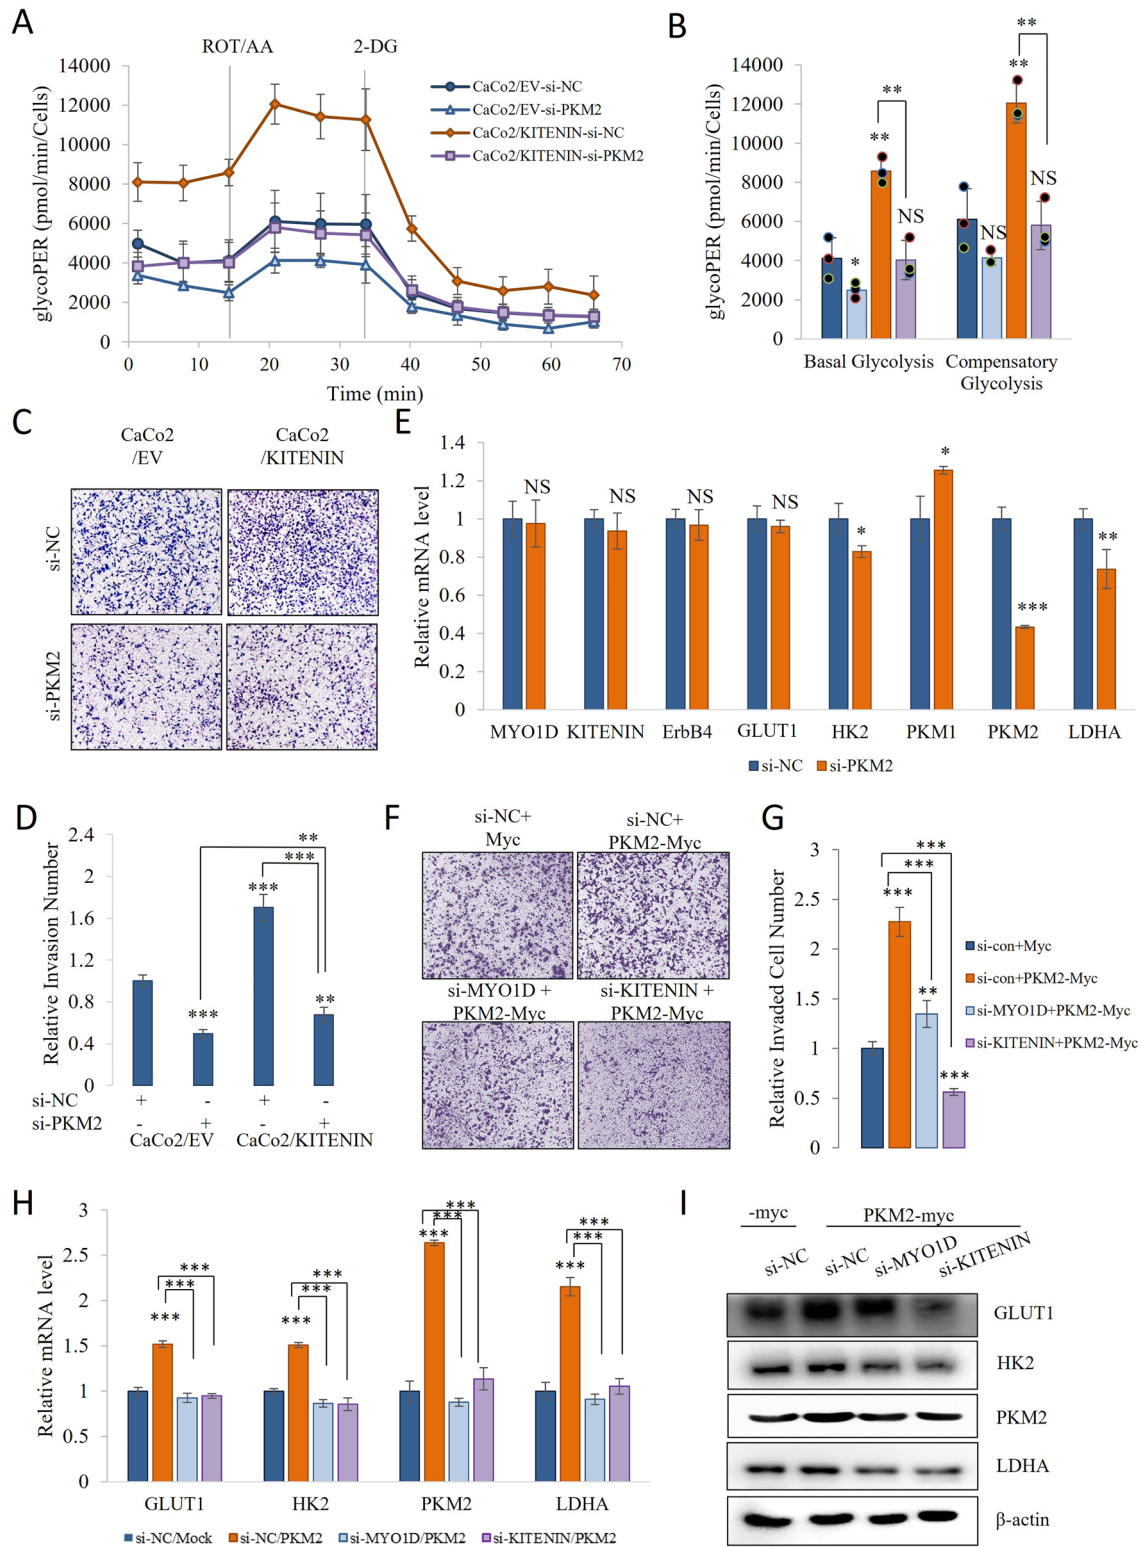 A
ROT/AA
2-DG
glycoPER (pmol/min/Cells)
14000
12000
10000
8000
6000
4000
2000
0
0
10
20
30
40
50
60
70
Time (min)
CaCo2/EV-si-NC
CaCo2/EV-si-PKM2
CaCo2/KITENIN-si-NC
CaCo2/KITENIN-si-PKM2
B
glycoPER (pmol/min/Cells)
14000
12000
10000
8000
6000
4000
2000
0
*
**
**
NS
NS
**
**
NS
Basal Glycolysis
Compensatory
Glycolysis
C
CaCo2
/EV
CaCo2
/KITENIN
si-NC
si-PKM2
E
Relative mRNA level
1.4
1.2
1
0.8
0.6
0.4
0.2
0
NS
NS
NS
NS
*
*
***
**
MYO1D
KITENIN
ErbB4
GLUT1
HK2
PKM1
PKM2
LDHA
si-NC
si-PKM2
D
Relative Invasion Number
2.4
2
1.6
1.2
0.8
0.4
0
***
***
**
***
**
si-NC + - + -
si-PKM2 - + - +
CaCo2/EV CaCo2/KITENIN
F
si-NC+
Myc
si-NC+
PKM2-Myc
si-MYO1D +
PKM2-Myc
si-KITENIN +
PKM2-Myc
G
Relative Invaded Cell Number
3
2.5
2
1.5
1
0.5
0
***
***
***
**
***
si-con+Myc
si-con+PKM2-Myc
si-MYO1D+PKM2-Myc
si-KITENIN+PKM2-Myc
H
Relative mRNA level
3
2.5
2
1.5
1
0.5
0
***
***
***
***
***
***
***
***
***
***
***
***
GLUT1
HK2
PKM2
LDHA
si-NC/Mock
si-NC/PKM2
si-MYO1D/PKM2
si-KITENIN/PKM2
I
-myc
PKM2-myc
si-NC
si-NC
si-MYO1D
si-KITENIN
GLUT1
HK2
PKM2
LDHA
β-actin